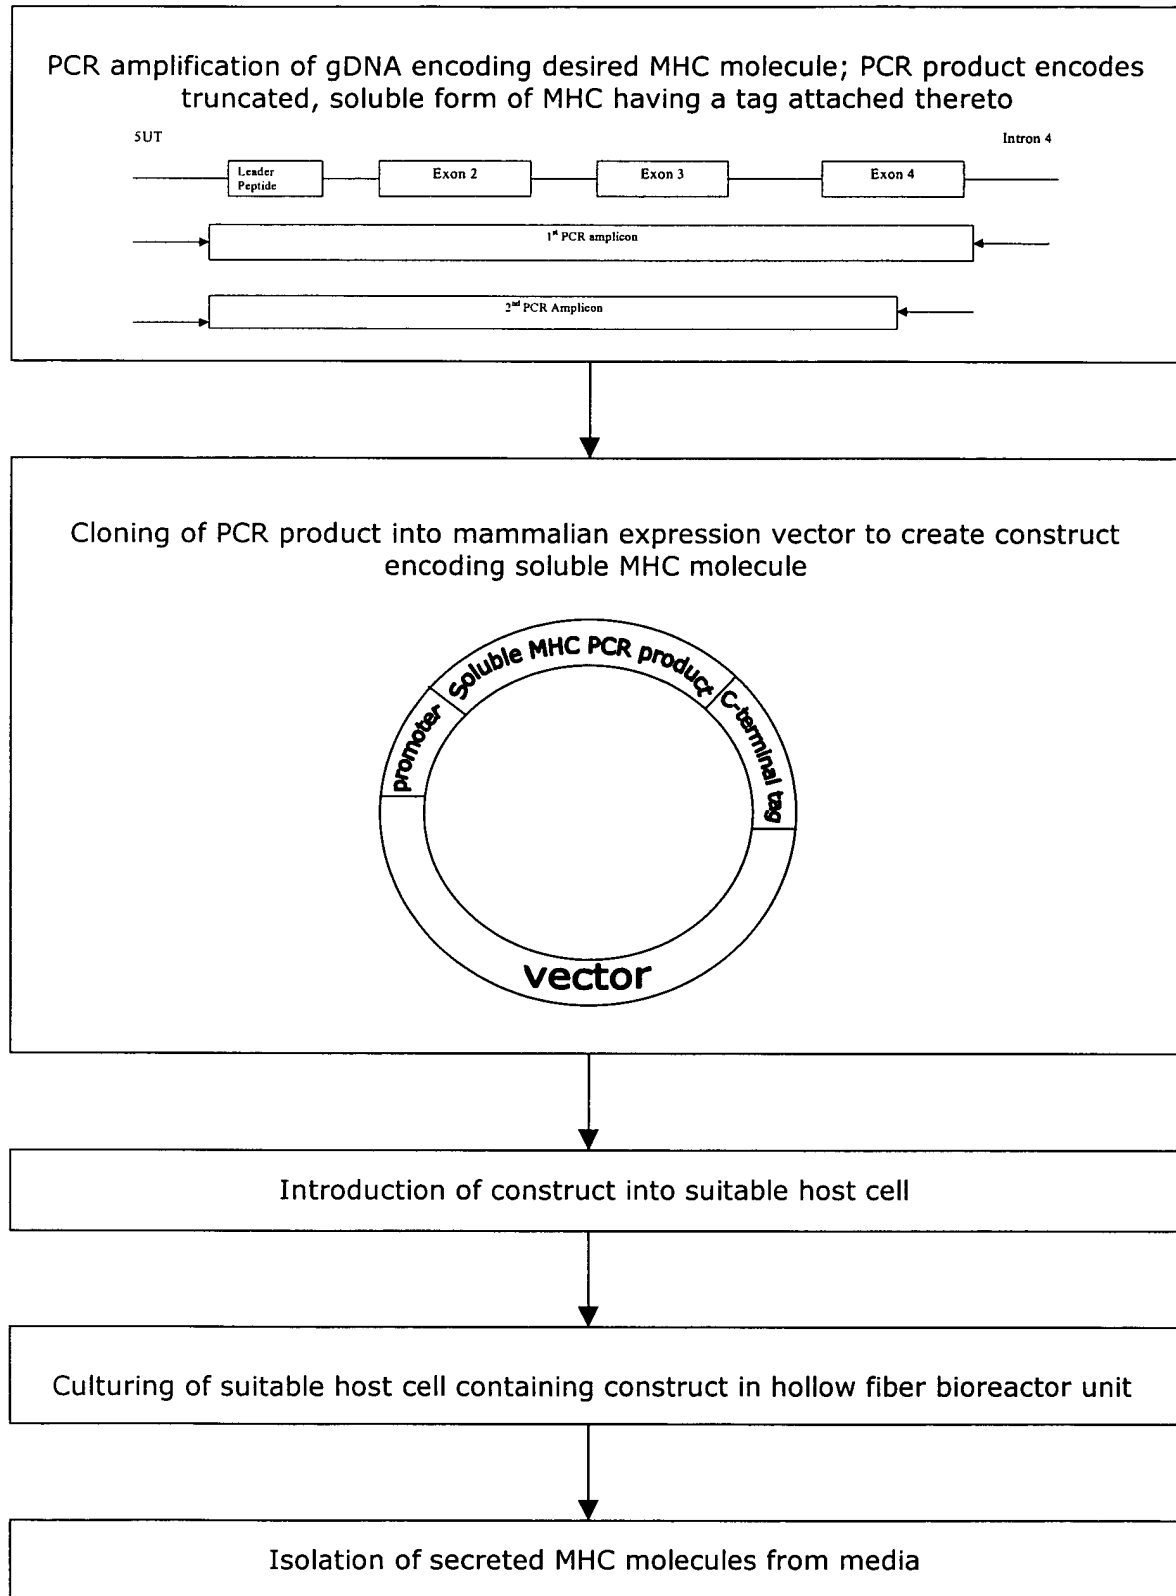 PCR amplification of gDNA encoding desired MHC molecule; PCR product encodes
truncated, soluble form of MHC having a tag attached thereto
5UT
Intron 4
Leader
Peptide
Exon 2
Exon 3
Exon 4
1st PCR amplicon
2nd PCR Amplicon
Cloning of PCR product into mammalian expression vector to create construct
encoding soluble MHC molecule
promoter
Soluble MHC PCR product
C-terminal tag
vector
Introduction of construct into suitable host cell
Culturing of suitable host cell containing construct in hollow fiber bioreactor unit
Isolation of secreted MHC molecules from media